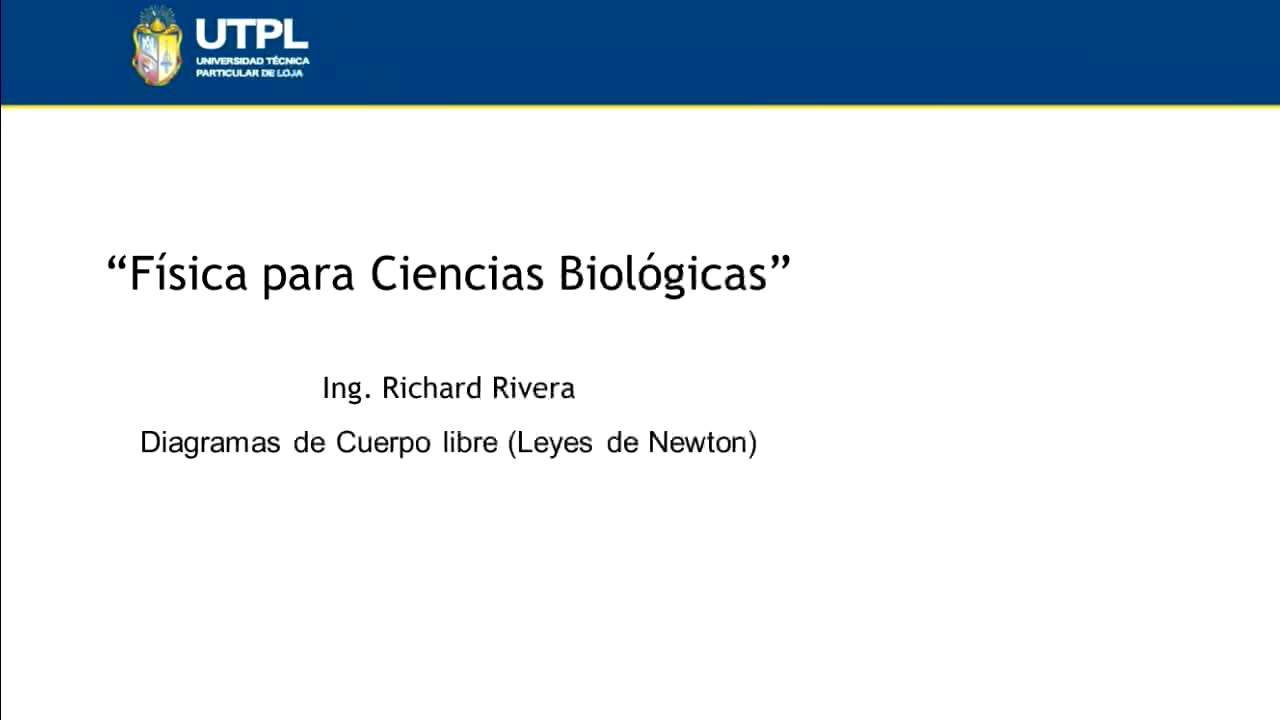 UTPL
UNIVERSIDAD TÉCNICA
PARTICULAR DE LOJA
“Física para Ciencias Biológicas”
Ing. Richard Rivera
Diagramas de Cuerpo libre (Leyes de Newton)